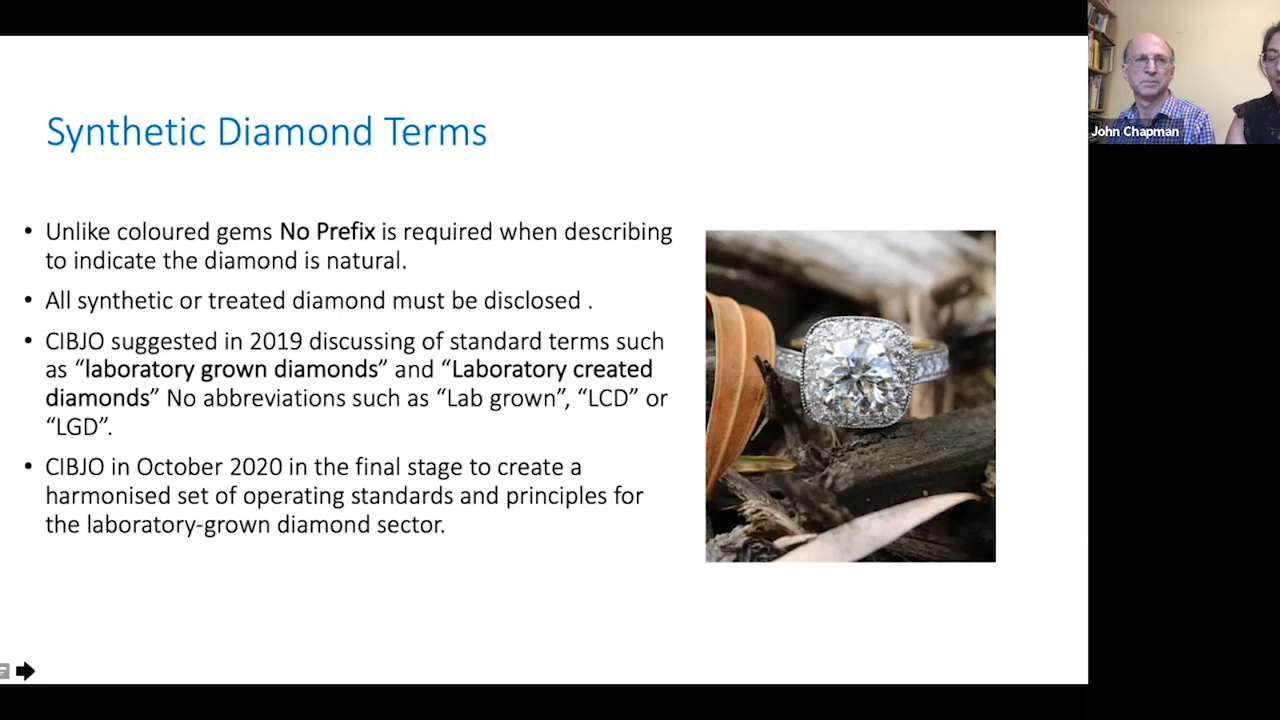 Synthetic Diamond Terms
• Unlike coloured gems No Prefix is required when describing
to indicate the diamond is natural.
• All synthetic or treated diamond must be disclosed .
• CIBJO suggested in 2019 discussing of standard terms such
as “laboratory grown diamonds” and “Laboratory created
diamonds” No abbreviations such as “Lab grown”, “LCD” or
“LGD”.
• CIBJO in October 2020 in the final stage to create a
harmonised set of operating standards and principles for
the laboratory-grown diamond sector.
John Chapman